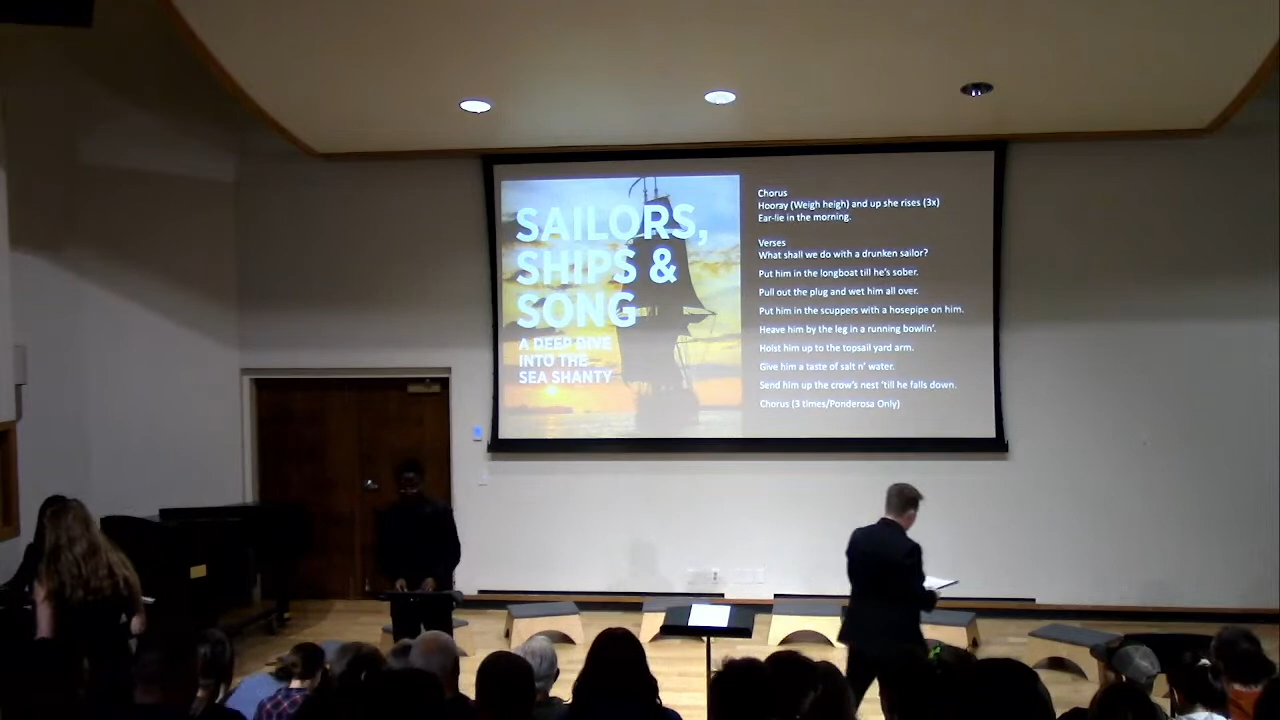 SAILORS,
SHIPS &
SONG
A DEEP DIVE
INTO THE
SEA SHANTY
Chorus
Hooray (Weigh heigh) and up she rises (3x)
Ear-lie in the morning.
Verses
What shall we do with a drunken sailor?
Put him in the longboat till he's sober.
Pull out the plug and wet him all over.
Put him in the scuppers with a hosepipe on him.
Heave him by the leg in a running bowlin'.
Hoist him up to the topsail yard arm.
Give him a taste of salt n' water.
Send him up the crow's nest 'till he falls down.
Chorus (3 times/Ponderosa Only)